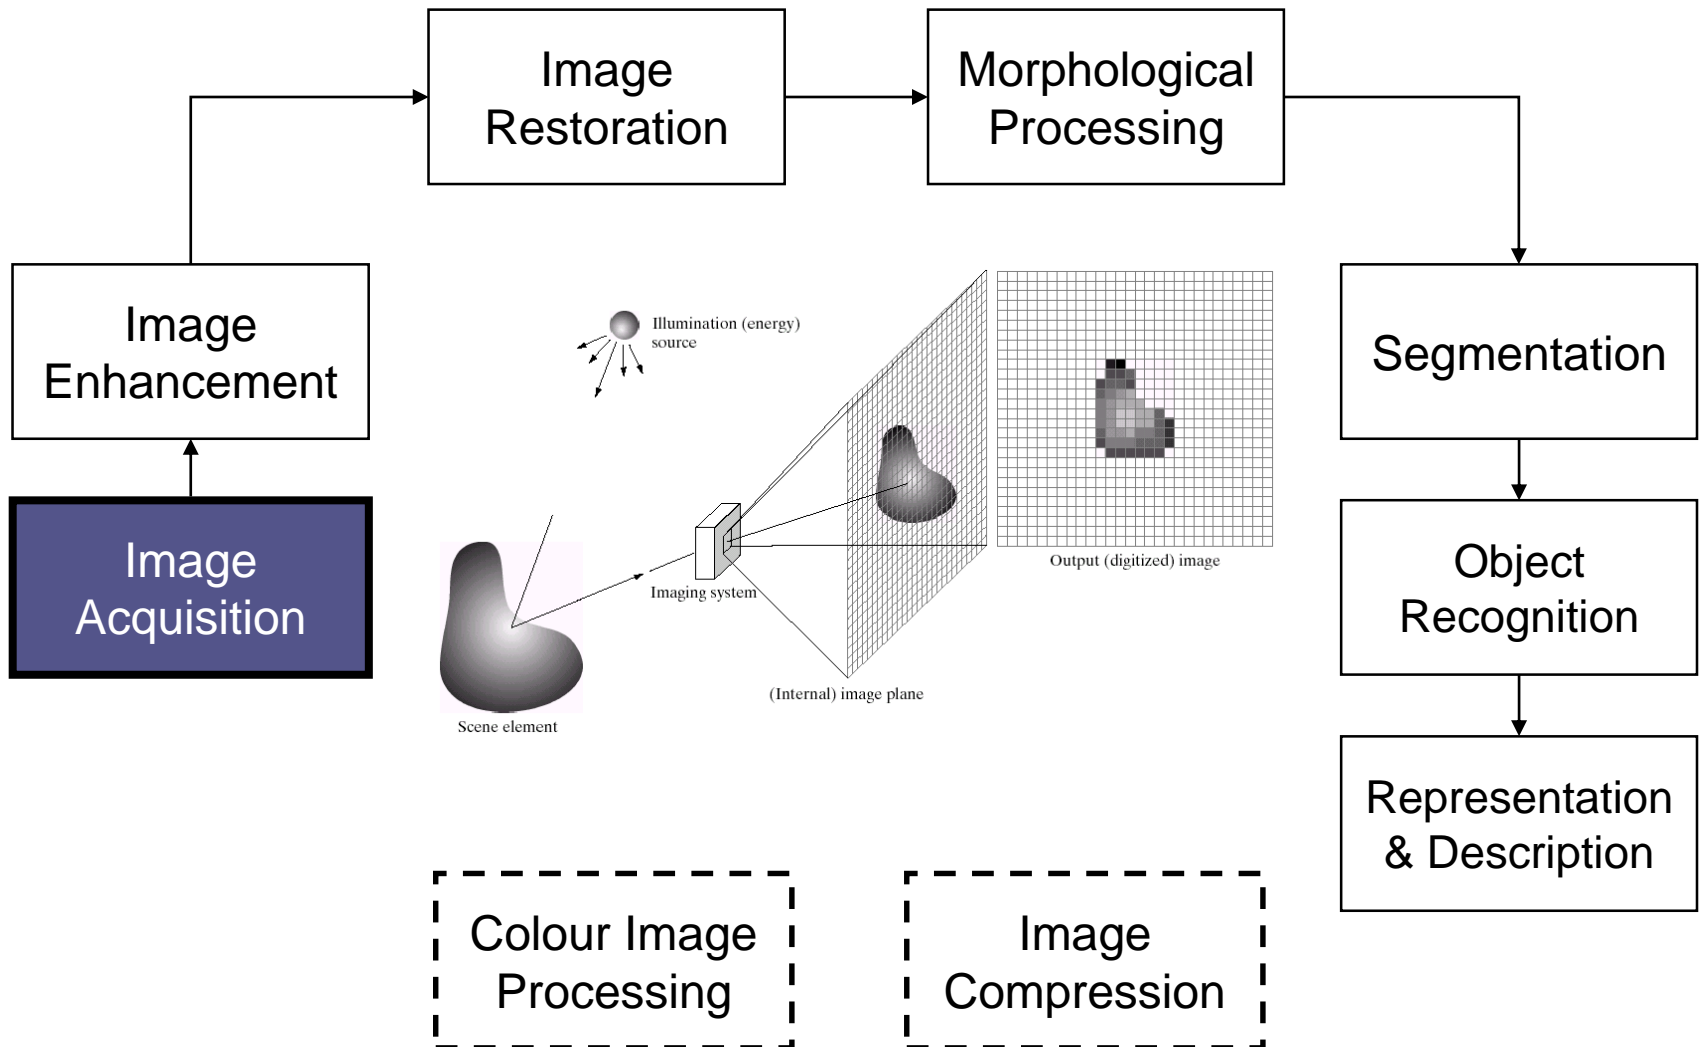 Image
Restoration
Morphological
Processing
Image
Enhancement
Illumination (energy)
source
Segmentation
Image
Acquisition
Imaging system
Output (digitized) image
Object
Recognition
(Internal) image plane
Scene element
Representation
& Description
Colour Image
Processing
Image
Compression